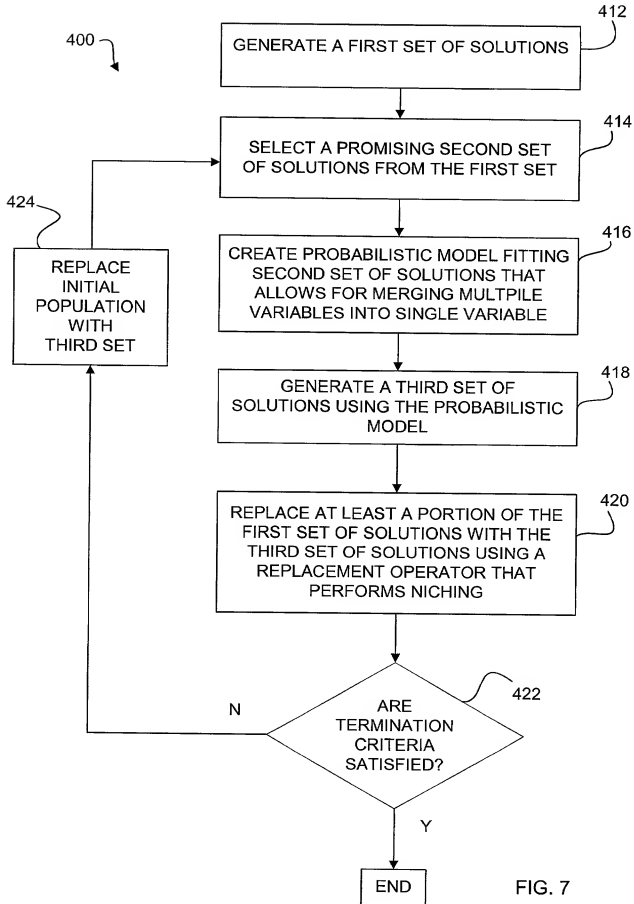 400
412
GENERATE A FIRST SET OF SOLUTIONS
414
SELECT A PROMISING SECOND SET
OF SOLUTIONS FROM THE FIRST SET
424
REPLACE
INITIAL
POPULATION
WITH
THIRD SET
416
CREATE PROBABILISTIC MODEL FITTING
SECOND SET OF SOLUTIONS THAT
ALLOWS FOR MERGING MULTPILE
VARIABLES INTO SINGLE VARIABLE
418
GENERATE A THIRD SET OF
SOLUTIONS USING THE PROBABILISTIC
MODEL
420
REPLACE AT LEAST A PORTION OF THE
FIRST SET OF SOLUTIONS WITH THE
THIRD SET OF SOLUTIONS USING A
REPLACEMENT OPERATOR THAT
PERFORMS NICHING
422
N
ARE
TERMINATION
CRITERIA
SATISFIED?
Y
END
FIG. 7